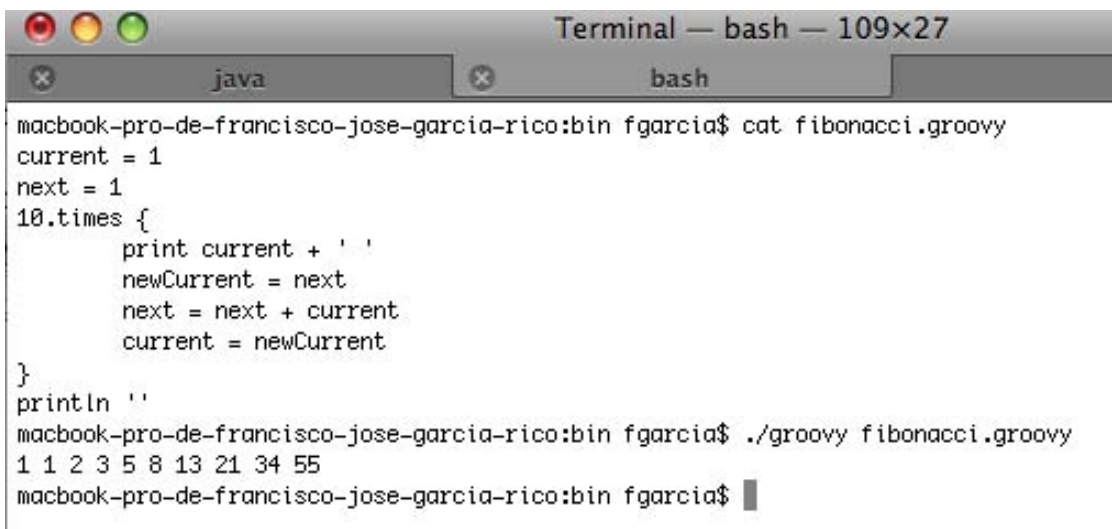 Terminal — bash — 109×27
java bash
macbook-pro-de-francisco-jose-garcia-rico:bin fgarcia$ cat fibonacci.groovy
current = 1
next = 1
10.times {
        print current + ' '
        newCurrent = next
        next = next + current
        current = newCurrent
}
println ''
macbook-pro-de-francisco-jose-garcia-rico:bin fgarcia$ ./groovy fibonacci.groovy
1 1 2 3 5 8 13 21 34 55
macbook-pro-de-francisco-jose-garcia-rico:bin fgarcia$